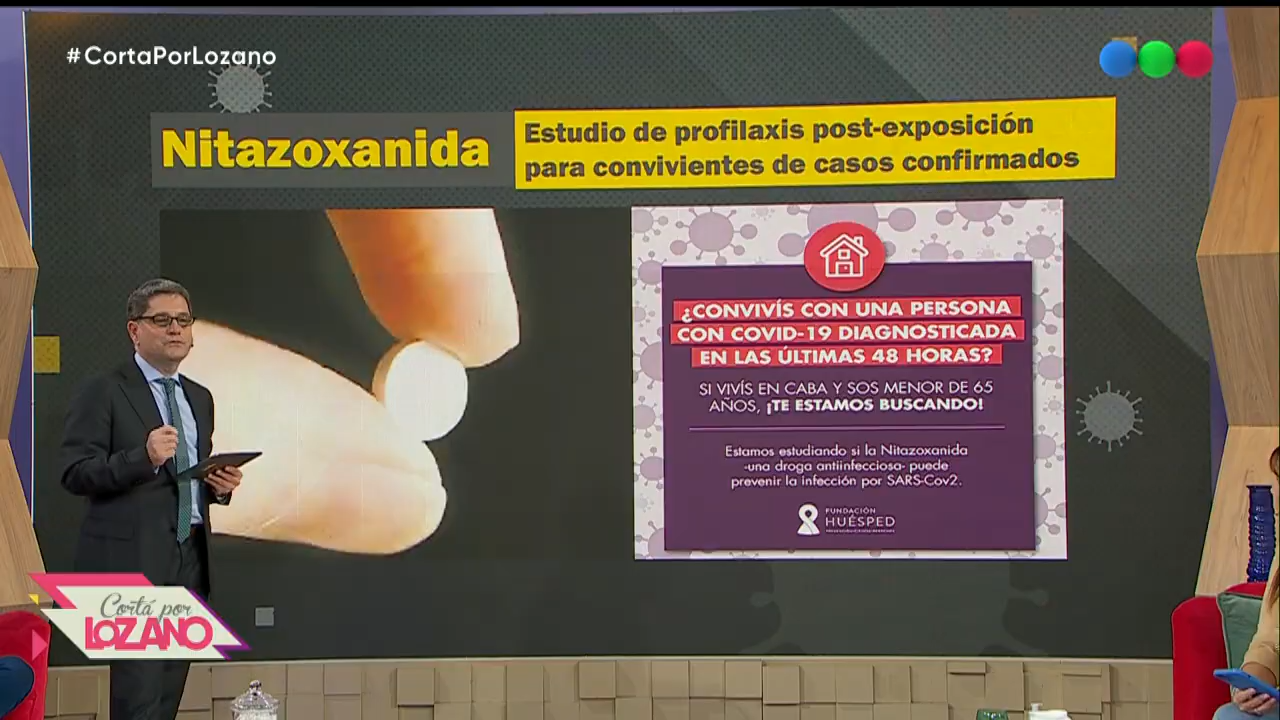 #CortaPorLozano
Nitazoxanida
Estudio de profilaxis post-exposición
para convivientes de casos confirmados
¿CONVIVÍS CON UNA PERSONA
CON COVID-19 DIAGNOSTICADA
EN LAS ÚLTIMAS 48 HORAS?
SI VIVÍS EN CABA Y SOS MENOR DE 65
AÑOS, ¡TE ESTAMOS BUSCANDO!
Estamos estudiando si la Nitazoxanida
-una droga antiinfecciosa- puede
prevenir la infección por SARS-Cov2.
FUNDACIÓN
HUÉSPED
Cortá por
LOZANO